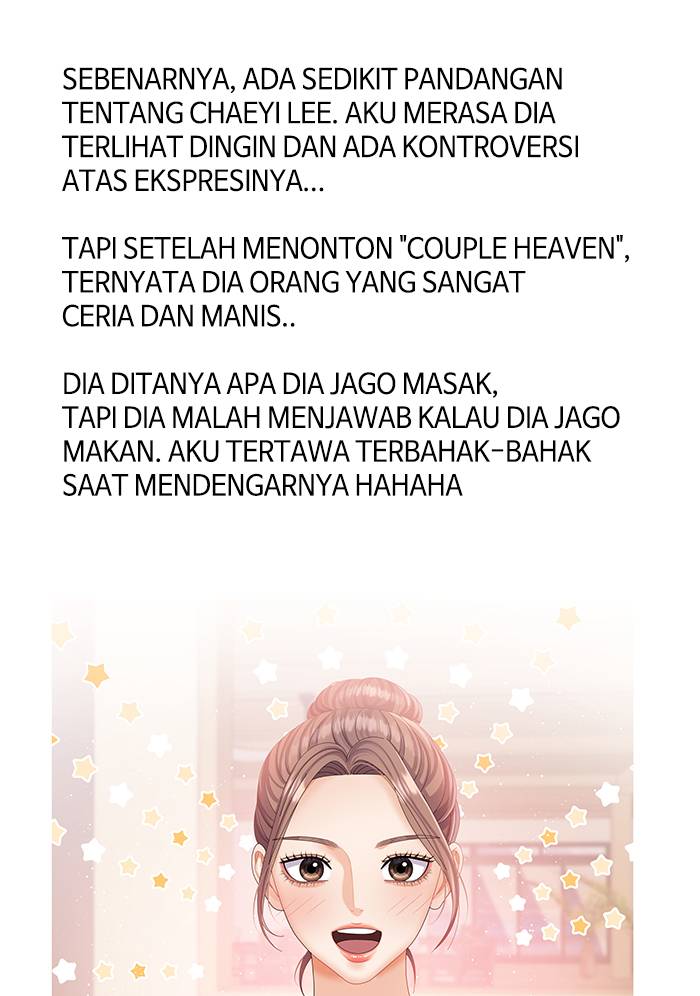 SEBENARNYA, ADA SEDIKIT PANDANGAN
TENTANG CHAEYI LEE. AKU MERASA DIA
TERLIHAT DINGIN DAN ADA KONTROVERSI
ATAS EKSPRESINYA...
TAPI SETELAH MENONTON "COUPLE HEAVEN",
TERNYATA DIA ORANG YANG SANGAT
CERIA DAN MANIS..
DIA DITANYA APA DIA JAGO MASAK,
TAPI DIA MALAH MENJAWAB KALAU DIA JAGO
MAKAN. AKU TERTAWA TERBAHAK-BAHAK
SAAT MENDENGARNYA HAHAHA